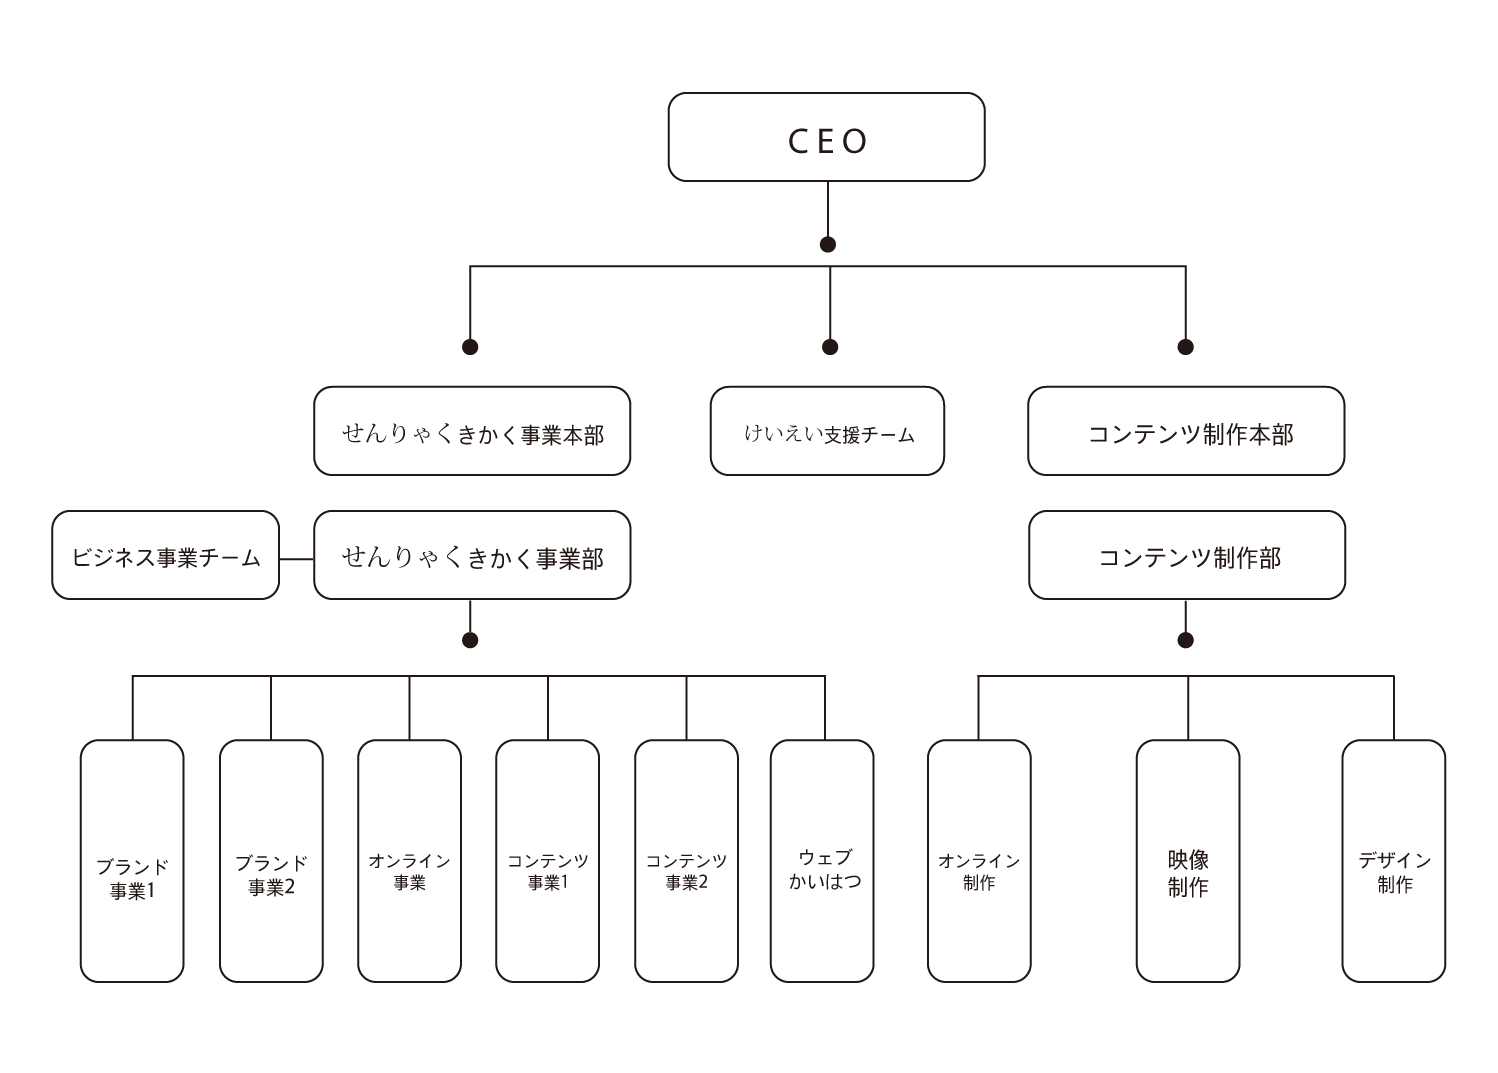 CEO
せんりゃくきかく事業本部
けいえい支援チーム
コンテンツ制作本部
ビジネス事業チーム
せんりゃくきかく事業部
コンテンツ制作部
ブランド
事業1
ブランド
事業2
オンライン
事業
コンテンツ
事業1
コンテンツ
事業2
ウェブ
かいはつ
オンライン
制作
映像
制作
デザイン
制作